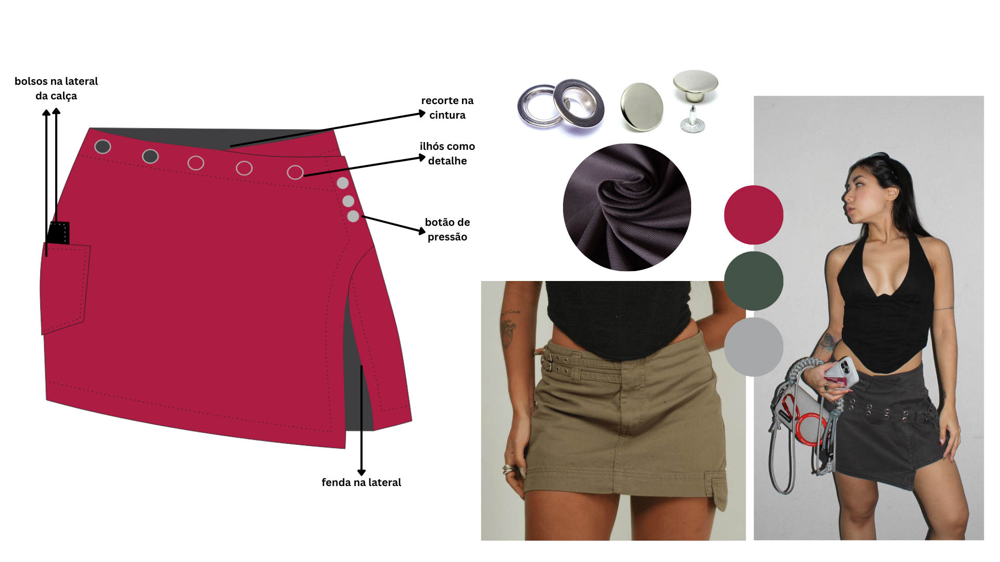 bolsos na lateral
da calça
recorte na
cintura
ilhós como
detalhe
botão de
pressão
fenda na lateral